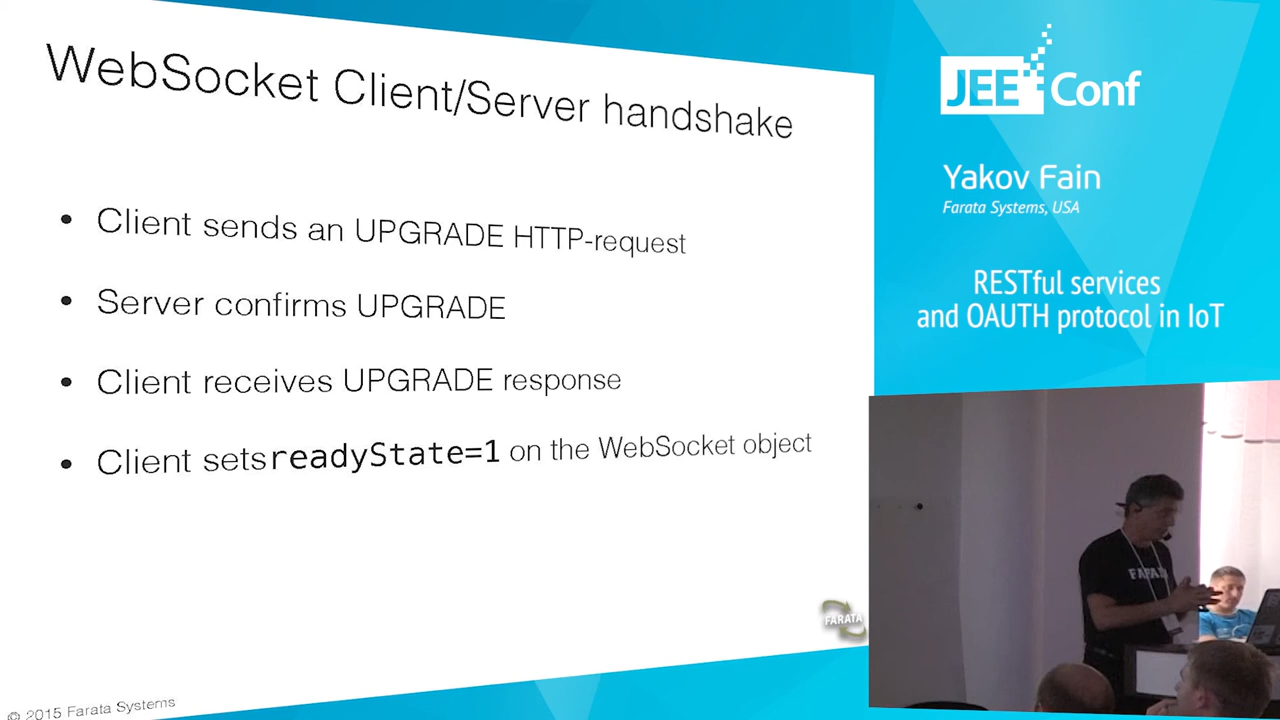 WebSocket Client/Server handshake
• Client sends an UPGRADE HTTP-request
• Server confirms UPGRADE
• Client receives UPGRADE response
• Client sets readyState=1 on the WebSocket object
FARATA
© 2015 Farata Systems
JEE Conf
Yakov Fain
Farata Systems, USA
RESTful services
and OAUTH protocol in IoT